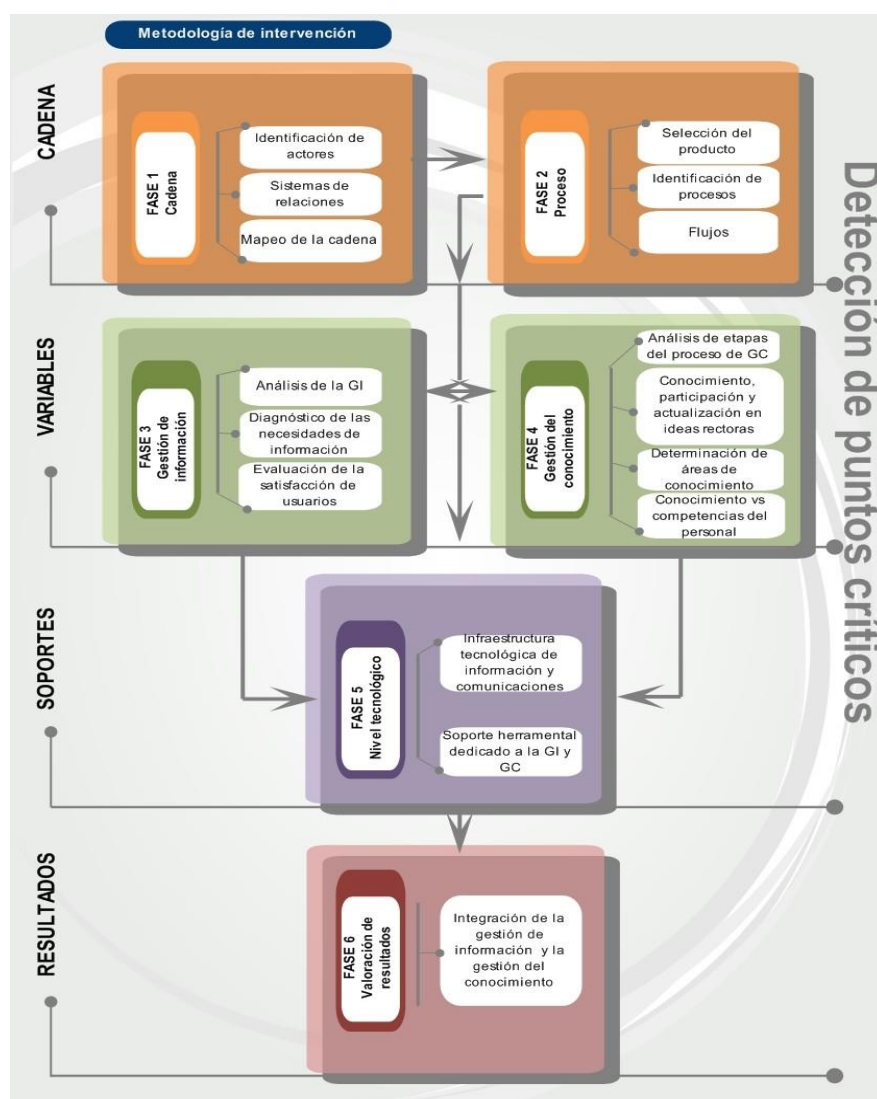 Metodología de intervención
CADENA
FASE 1
Cadena
Identificación de
actores
Sistemas de
relaciones
Mapeo de la cadena
FASE 2
Proceso
Selección del
producto
Identificación de
procesos
Flujos
VARIABLES
FASE 3
Gestión de
información
Análisis de la GI
Diagnóstico de las
necesidades de
información
Evaluación de la
satisfacción de
usuarios
FASE 4
Gestión del
conocimiento
Análisis de etapas
del proceso de GC
Conocimiento,
participación y
actualización en
ideas rectoras
Determinación de
áreas de
conocimiento
Conocimiento vs
competencias del
personal
SOPORTES
FASE 5
Nivel tecnológico
Infraestructura
tecnológica de
información y
comunicaciones
Soporte herramental
dedicado a la GI y
GC
RESULTADOS
FASE 6
Valoración de
resultados
Integración de la
gestión de
información y la
gestión del
conocimiento
Detección de puntos críticos